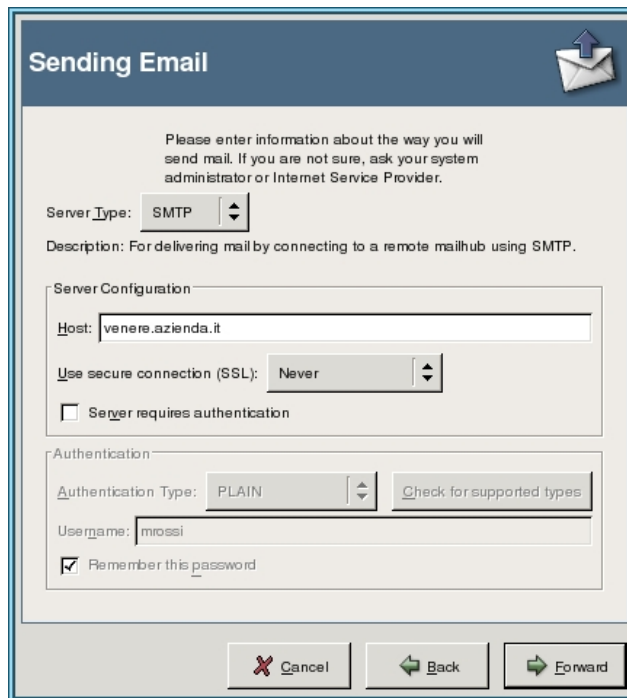 Sending Email
Please enter information about the way you will
send mail. If you are not sure, ask your system
administrator or Internet Service Provider.
Server Type: SMTP
Description: For delivering mail by connecting to a remote mailhub using SMTP.
Server Configuration
Host: venere.azienda.it
Use secure connection (SSL): Never
Server requires authentication
Authentication
Authentication Type: PLAIN Check for supported types
Username: mrossi
Remember this password
Cancel Back Forward